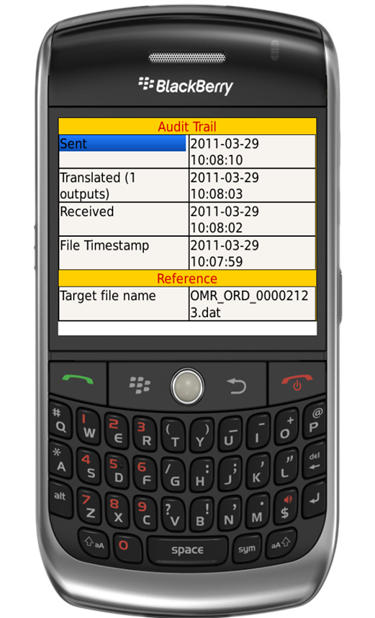 BlackBerry
Audit Trail
Sent 2011-03-29
10:08:10
Translated (1 2011-03-29
outputs) 10:08:03
Received 2011-03-29
10:08:02
File Timestamp 2011-03-29
10:07:59
Reference
Target file name OMR_ORD_0000212
3.dat
# 1 2 3 ( ) _ - + @
Q W E R T Y U I O P
* 4 5 6 / : ; ' " del
A S D F G H J K L
alt 7 8 9 ? ! , . $
Z X C V B N M
aA 0 space sym aA